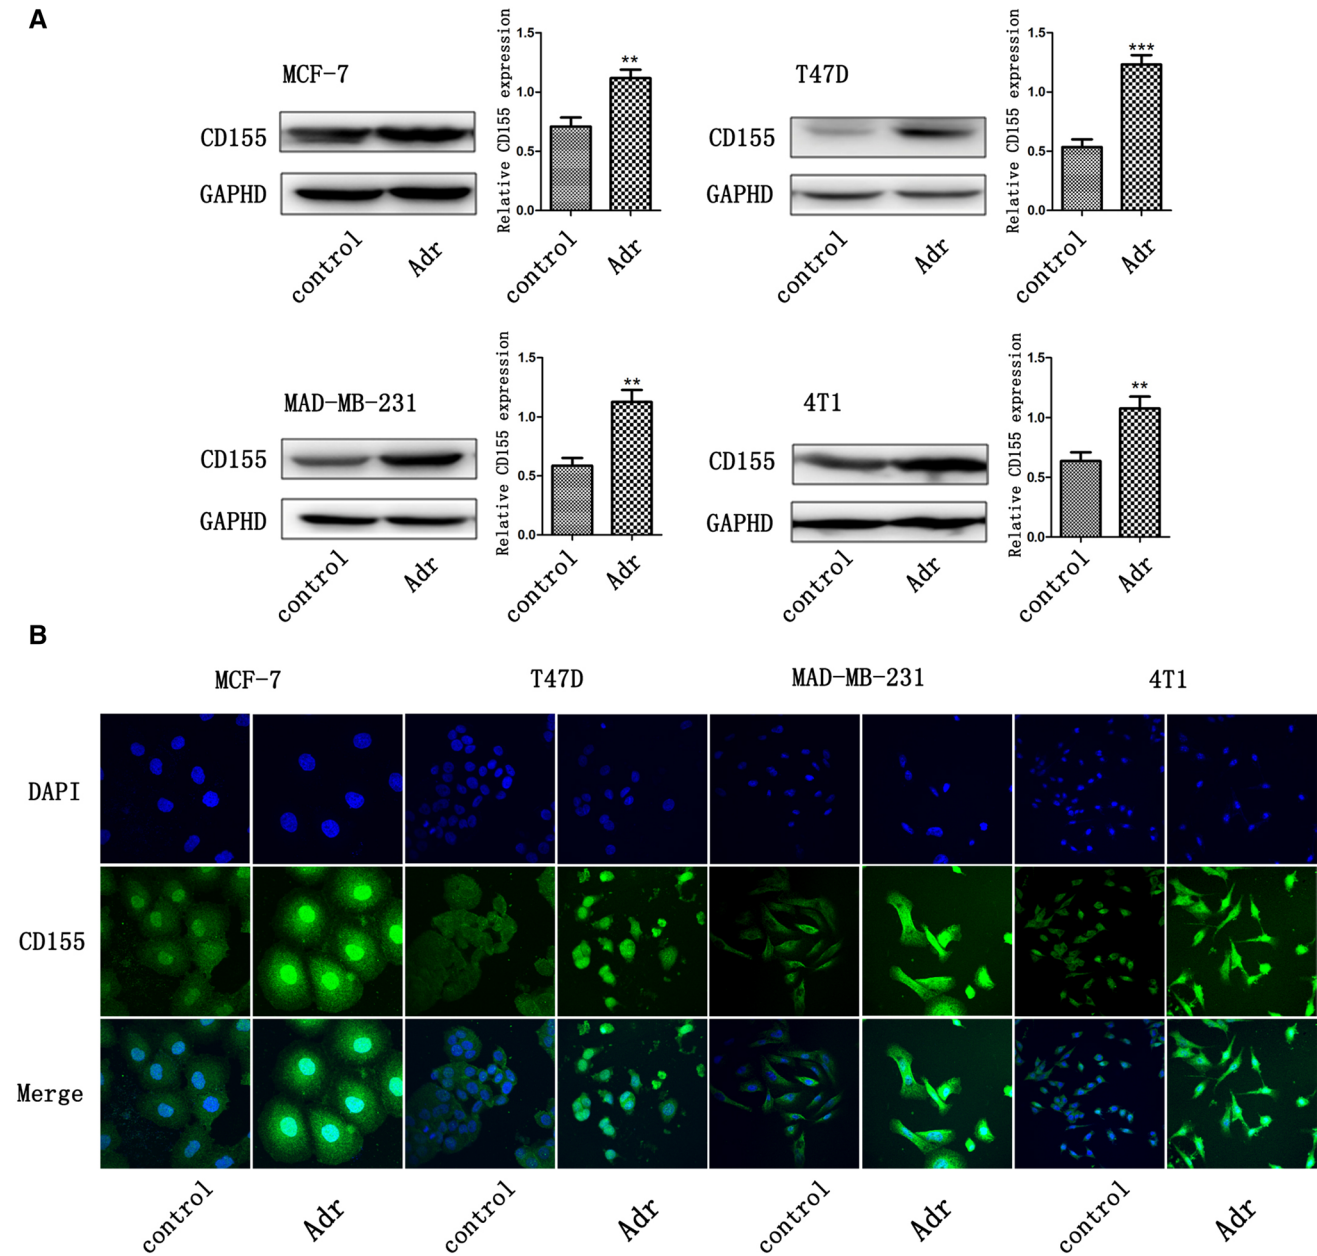 A
MCF-7
CD155
GAPHD
control
Adr
Relative CD155 expression
1.5
1.0
0.5
0.0
**
control
Adr
T47D
CD155
GAPHD
control
Adr
Relative CD155 expression
1.5
1.0
0.5
0.0
***
control
Adr
MAD-MB-231
CD155
GAPHD
control
Adr
Relative CD155 expression
1.5
1.0
0.5
0.0
**
control
Adr
4T1
CD155
GAPHD
control
Adr
Relative CD155 expression
1.5
1.0
0.5
0.0
**
control
Adr
B
MCF-7 T47D MAD-MB-231 4T1
DAPI
CD155
Merge
control Adr control Adr control Adr control Adr